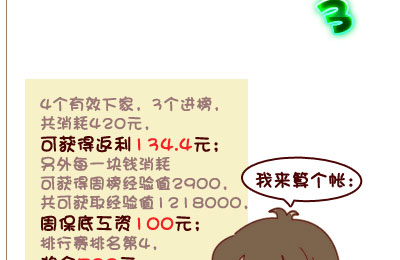 3
4个有效下家，3个进榜，
共消耗420元，
可获得返利134.4元；
另外每一块钱消耗
可获得周榜经验值2900，
共可获取经验值1218000，
周保底互资100元；
排行赛排名第4，
我来算个帐：